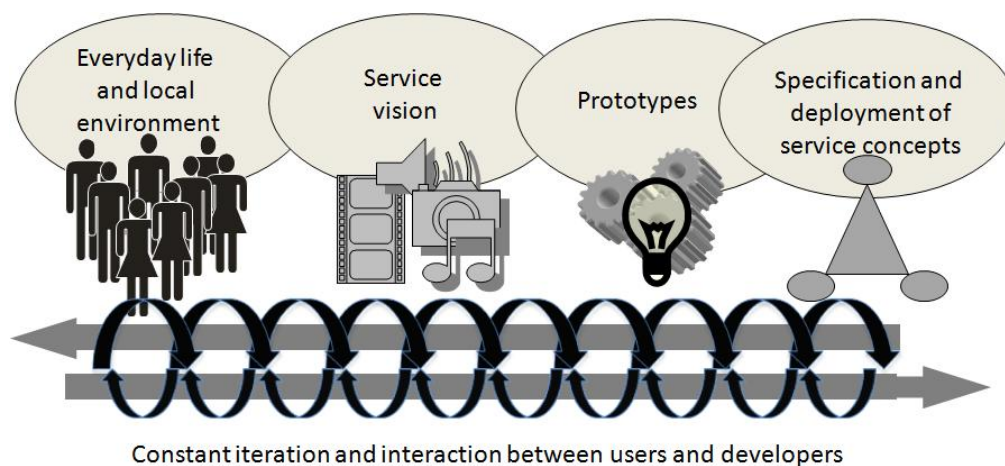 Everyday life
and local
environment
Service
vision
Prototypes
Specification and
deployment of
service concepts
Constant iteration and interaction between users and developers